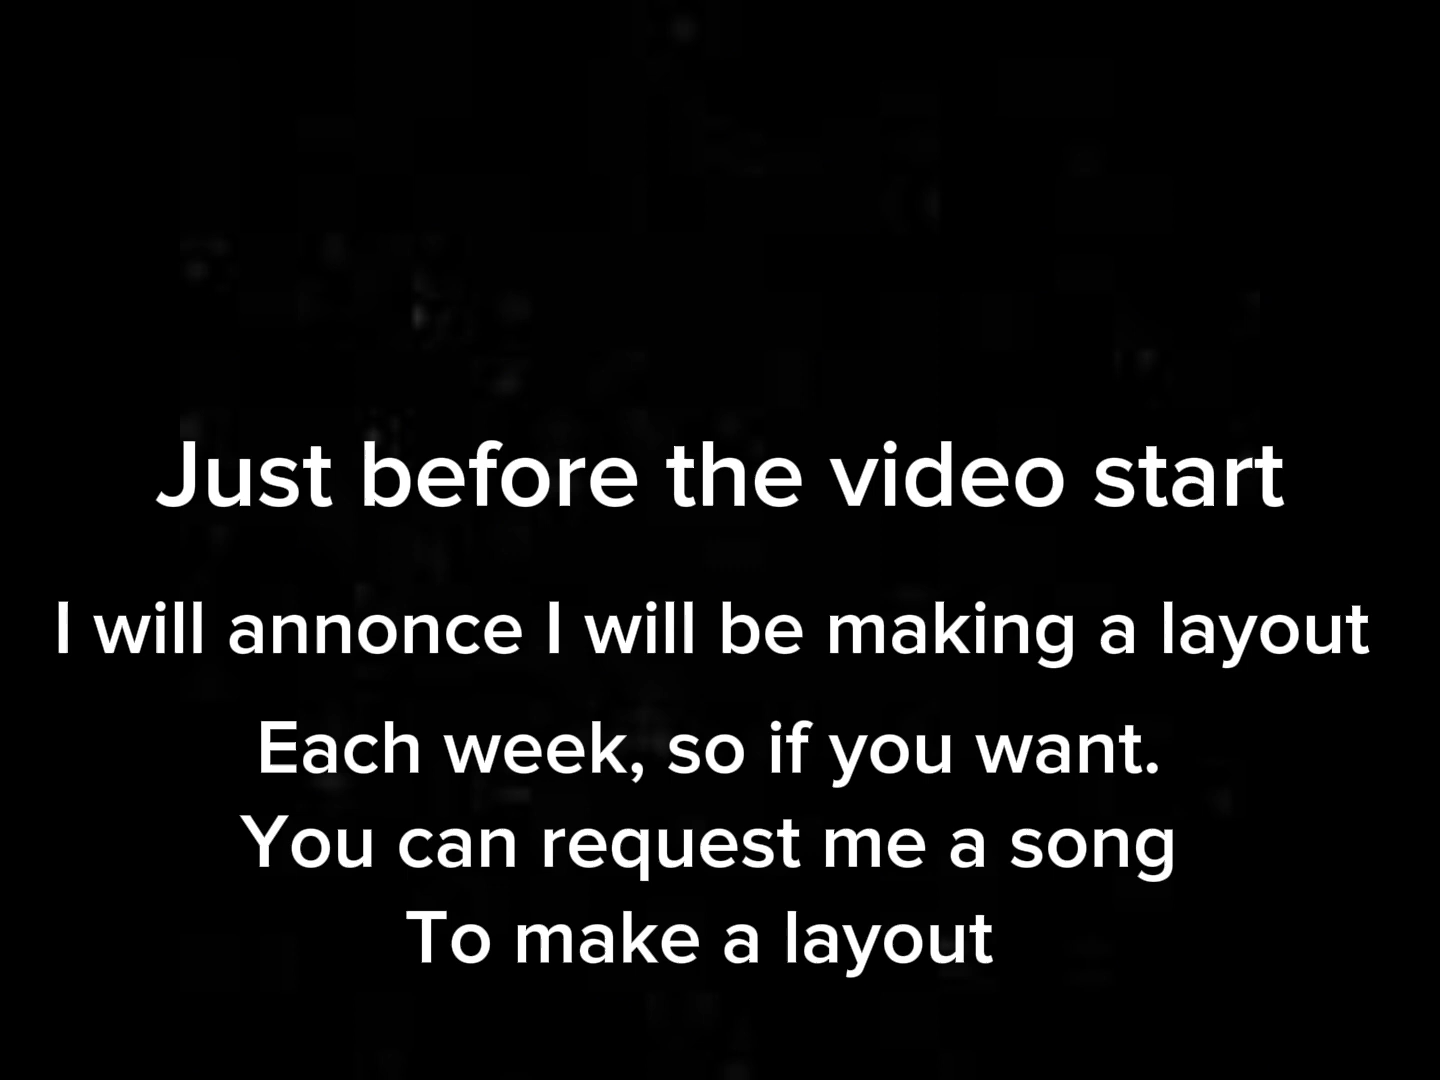 Just before the video start
I will annonce I will be making a layout
Each week, so if you want.
You can request me a song
To make a layout